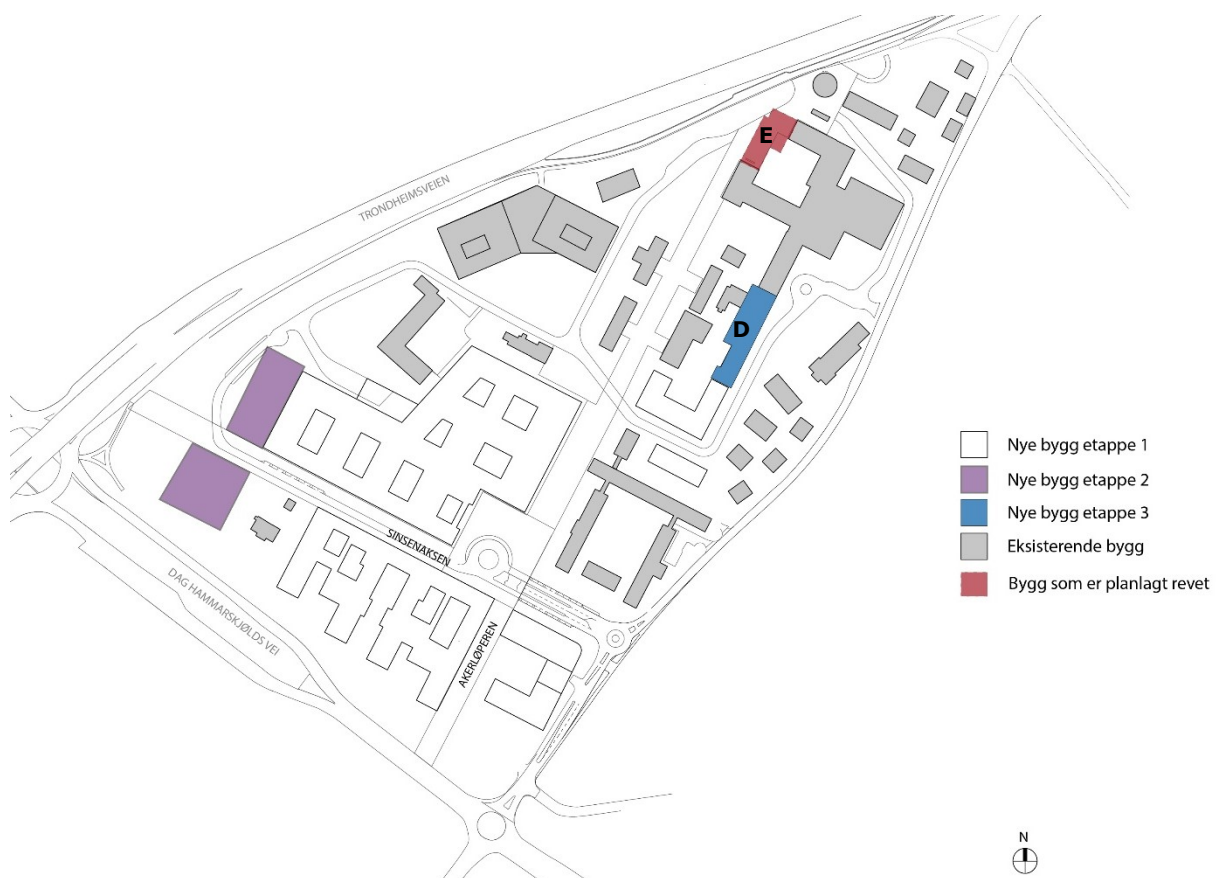 E
TRONDHEIMSVEIEN
D
SINSENAKSEN
DAG HAMMARSKJØLDS VEI
AKERLØPEREN
Nye bygg etappe 1
Nye bygg etappe 2
Nye bygg etappe 3
Eksisterende bygg
Bygg som er planlagt revet
N